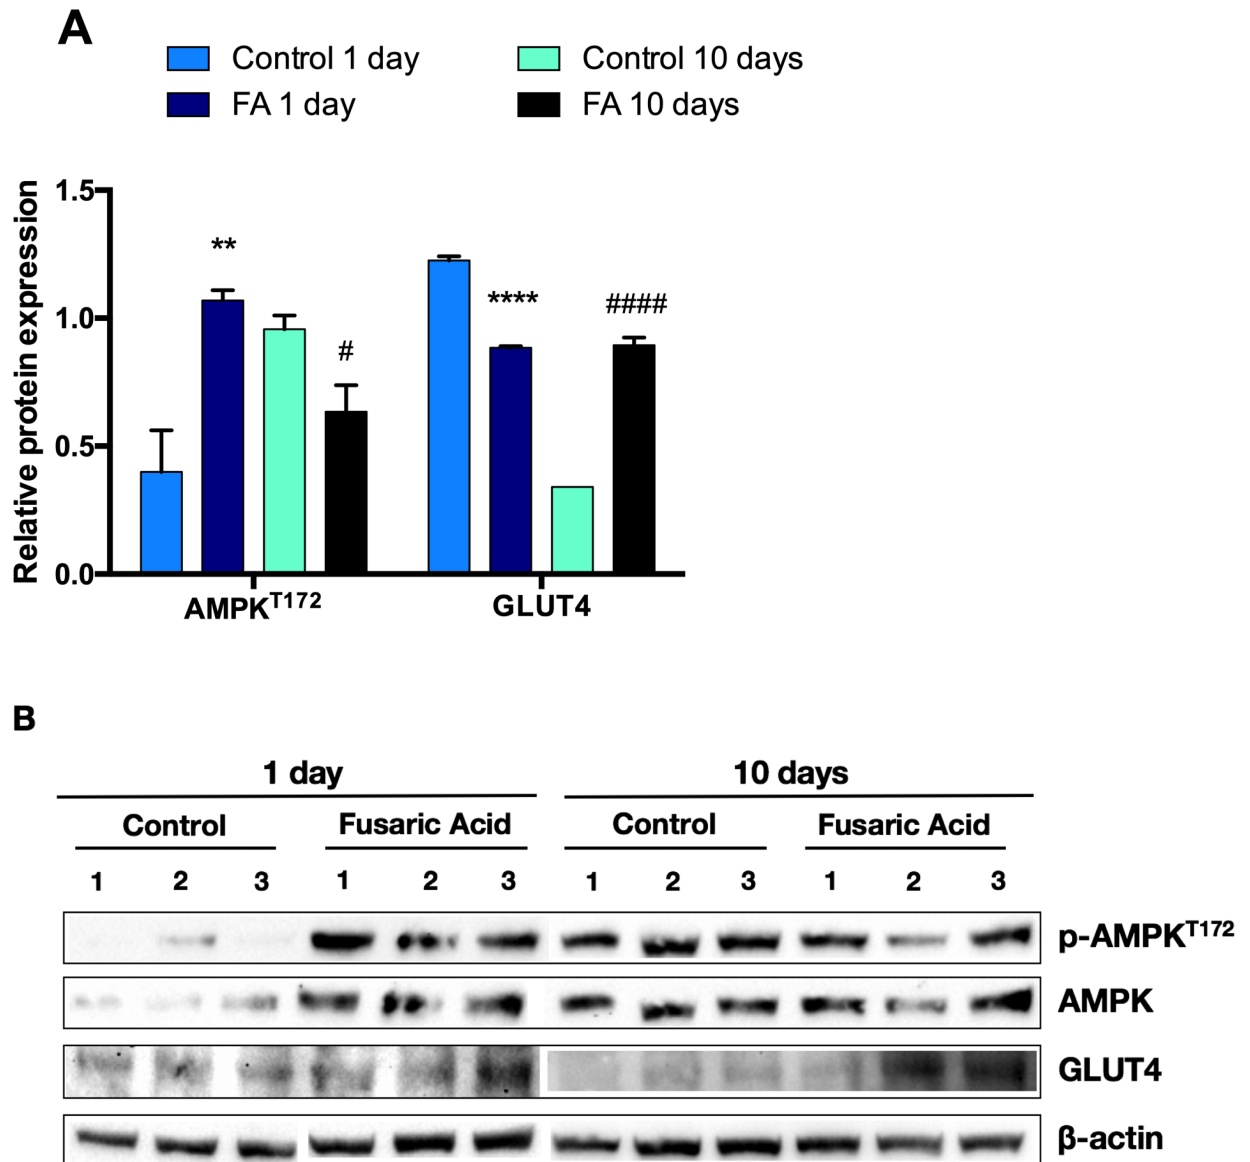 A
Control 1 day
Control 10 days
FA 1 day
FA 10 days
Relative protein expression
1.5
1.0
0.5
0.0
**
#
****
####
AMPKT172
GLUT4
B
1 day
10 days
Control
Fusaric Acid
Control
Fusaric Acid
1 2 3 1 2 3 1 2 3 1 2 3
p-AMPKT172
AMPK
GLUT4
β-actin